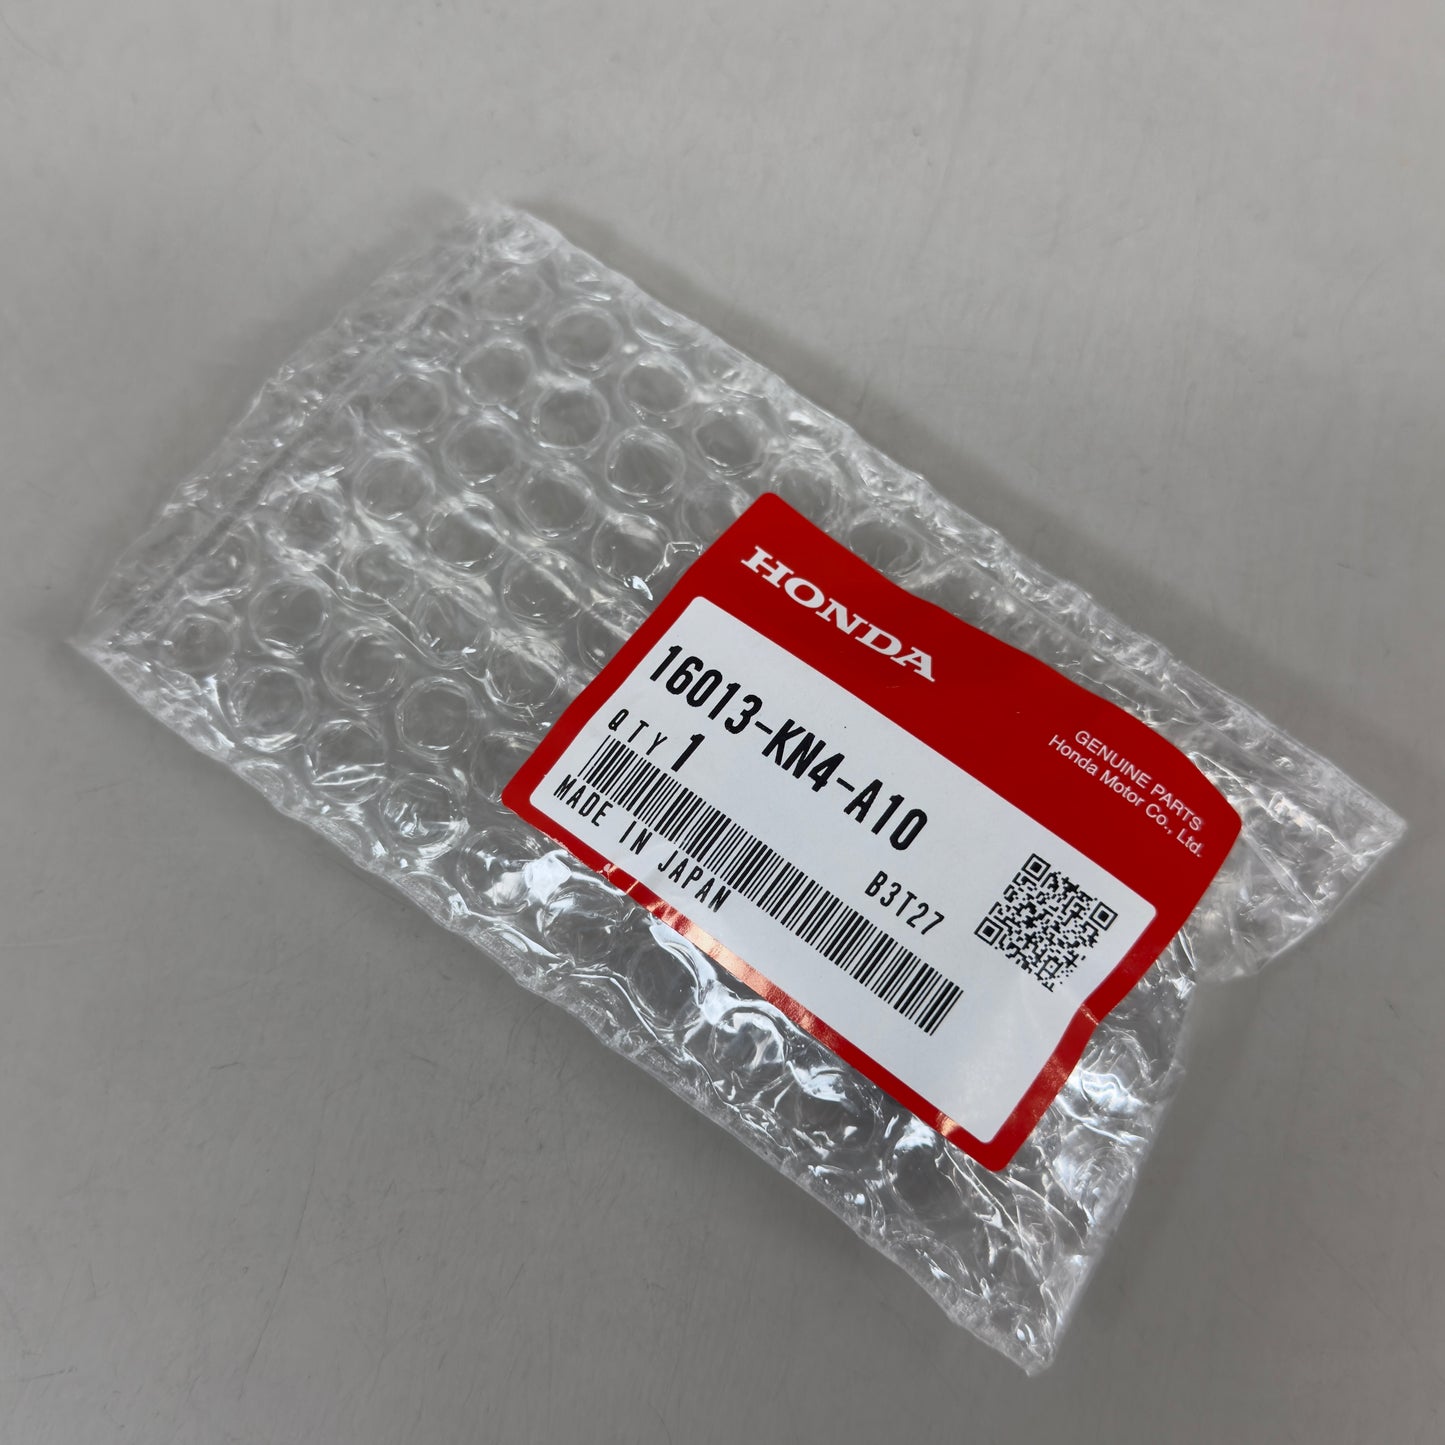 HONDA
GENUINE PARTS
Honda Motor Co., Ltd.
16013-KN4-A10
QTY 1
B3T27
MADE IN JAPAN